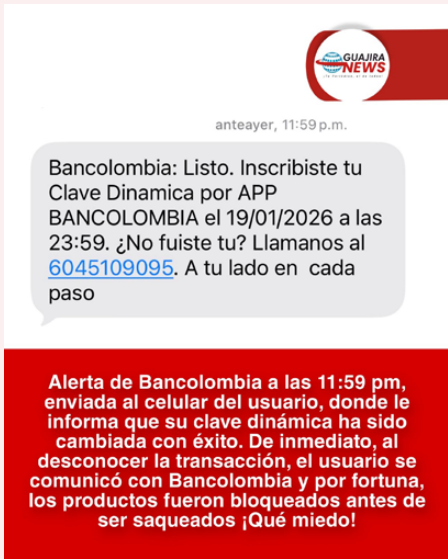 GUAJIRA
NEWS
anteayer, 11:59 p.m.
Bancolombia: Listo. Inscribiste tu
Clave Dinamica por APP
BANCOLOMBIA el 19/01/2026 a las
23:59. ¿No fuiste tu? Llamanos al
6045109095. A tu lado en cada
paso
Alerta de Bancolombia a las 11:59 pm,
enviada al celular del usuario, donde le
informa que su clave dinámica ha sido
cambiada con éxito. De inmediato, al
desconocer la transacción, el usuario se
comunicó con Bancolombia y por fortuna,
los productos fueron bloqueados antes de
ser saqueados ¡Qué miedo!